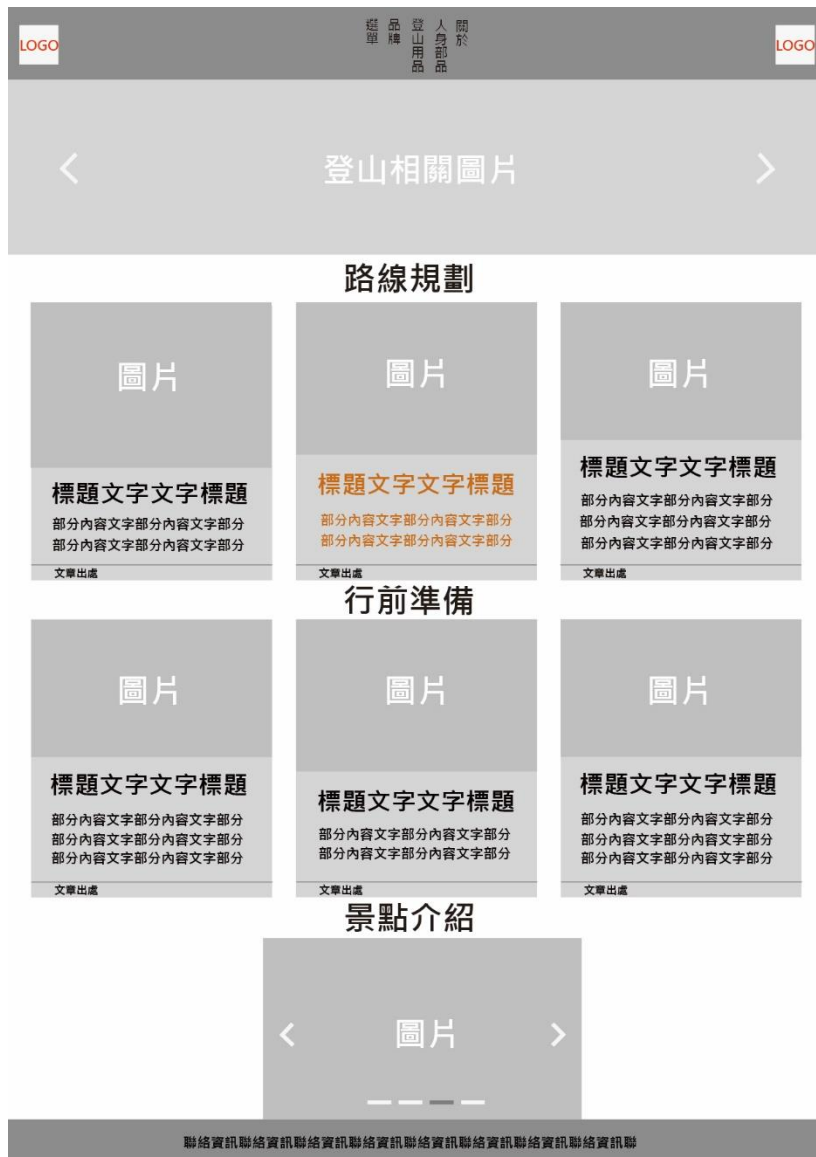 LOGO
選單
品牌
登山用品
人身部品
關於
LOGO
登山相關圖片
路線規劃
圖片
標題文字文字標題
部分內容文字部分內容文字部分
部分內容文字部分內容文字部分
文章出處
圖片
標題文字文字標題
部分內容文字部分內容文字部分
部分內容文字部分內容文字部分
文章出處
圖片
標題文字文字標題
部分內容文字部分內容文字部分
部分內容文字部分內容文字部分
部分內容文字部分內容文字部分
文章出處
行前準備
圖片
標題文字文字標題
部分內容文字部分內容文字部分
部分內容文字部分內容文字部分
部分內容文字部分內容文字部分
文章出處
圖片
標題文字文字標題
部分內容文字部分內容文字部分
部分內容文字部分內容文字部分
文章出處
圖片
標題文字文字標題
部分內容文字部分內容文字部分
部分內容文字部分內容文字部分
部分內容文字部分內容文字部分
文章出處
景點介紹
圖片
聯絡資訊聯絡資訊聯絡資訊聯絡資訊聯絡資訊聯絡資訊聯絡資訊聯絡資訊聯